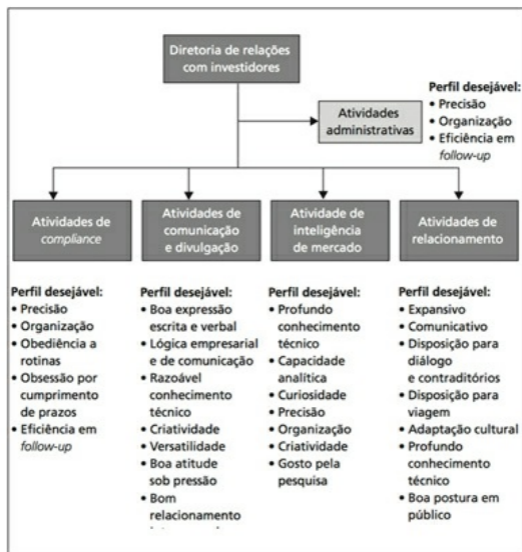 Diretoria de relações
com investidores
Perfil desejável:
• Precisão
• Organização
• Eficiência em
follow-up
Atividades
administrativas
Atividades de
compliance
Atividades de
comunicação
e divulgação
Atividade de
inteligência
de mercado
Atividades de
relacionamento
Perfil desejável:
• Precisão
• Organização
• Obediência a
rotinas
• Obsessão por
cumprimento
de prazos
• Eficiência em
follow-up
Perfil desejável:
• Boa expressão
escrita e verbal
• Lógica empresarial
e de comunicação
• Razoável
conhecimento
técnico
• Criatividade
• Versatilidade
• Boa atitude
sob pressão
• Bom
relacionamento
Perfil desejável:
• Profundo
conhecimento
técnico
• Capacidade
analítica
• Curiosidade
• Precisão
• Organização
• Criatividade
• Gosto pela
pesquisa
Perfil desejável:
• Expansivo
• Comunicativo
• Disposição para
diálogo
e contraditórios
• Disposição para
viagem
• Adaptação cultural
• Profundo
conhecimento
técnico
• Boa postura em
público